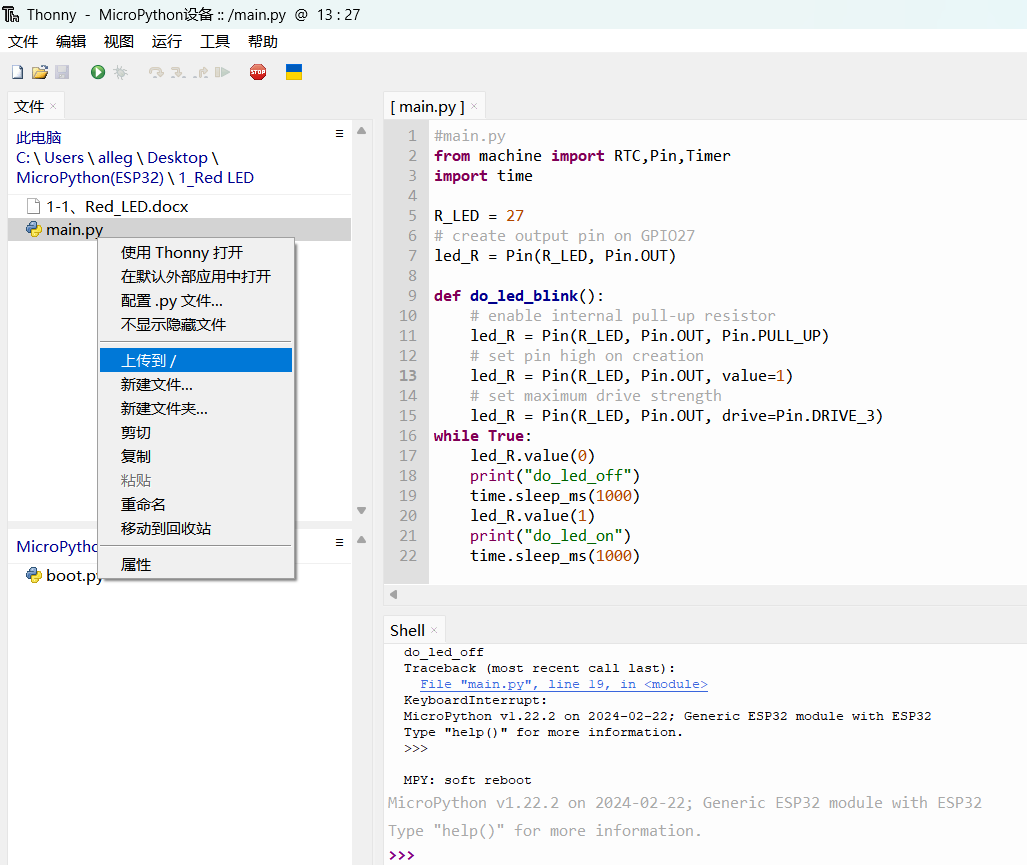 Thonny - MicroPython设备 :: /main.py @ 13 : 27
文件 编辑 视图 运行 工具 帮助
STOP
文件 ×
此电脑
C: \ Users \ alleg \ Desktop \
MicroPython(ESP32) \ 1_Red LED
1-1、Red_LED.docx
main.py
使用 Thonny 打开
在默认外部应用中打开
配置 .py 文件...
不显示隐藏文件
上传到 /
新建文件...
新建文件夹...
剪切
复制
粘贴
重命名
移动到回收站
属性
MicroPytho
boot.py
[ main.py ] ×
1 #main.py
2 from machine import RTC,Pin,Timer
3 import time
4
5 R_LED = 27
6 # create output pin on GPIO27
7 led_R = Pin(R_LED, Pin.OUT)
8
9 def do_led_blink():
10 # enable internal pull-up resistor
11 led_R = Pin(R_LED, Pin.OUT, Pin.PULL_UP)
12 # set pin high on creation
13 led_R = Pin(R_LED, Pin.OUT, value=1)
14 # set maximum drive strength
15 led_R = Pin(R_LED, Pin.OUT, drive=Pin.DRIVE_3)
16 while True:
17 led_R.value(0)
18 print("do_led_off")
19 time.sleep_ms(1000)
20 led_R.value(1)
21 print("do_led_on")
22 time.sleep_ms(1000)
Shell ×
do_led_off
Traceback (most recent call last):
File "main.py", line 19, in <module>
KeyboardInterrupt:
MicroPython v1.22.2 on 2024-02-22; Generic ESP32 module with ESP32
Type "help()" for more information.
>>>
MPY: soft reboot
MicroPython v1.22.2 on 2024-02-22; Generic ESP32 module with ESP32
Type "help()" for more information.
>>>